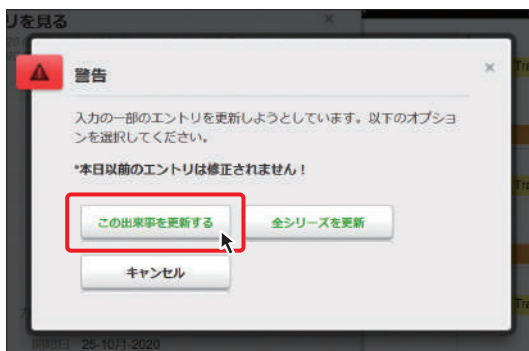 リを見る
×
Tra
警告
×
入力の一部のエントリを更新しようとしています。以下のオプショ
ンを選択してください。
*本日以前のエントリは修正されません！
この出来事を更新する
全シリーズを更新
キャンセル
開始日 25-10月-2020